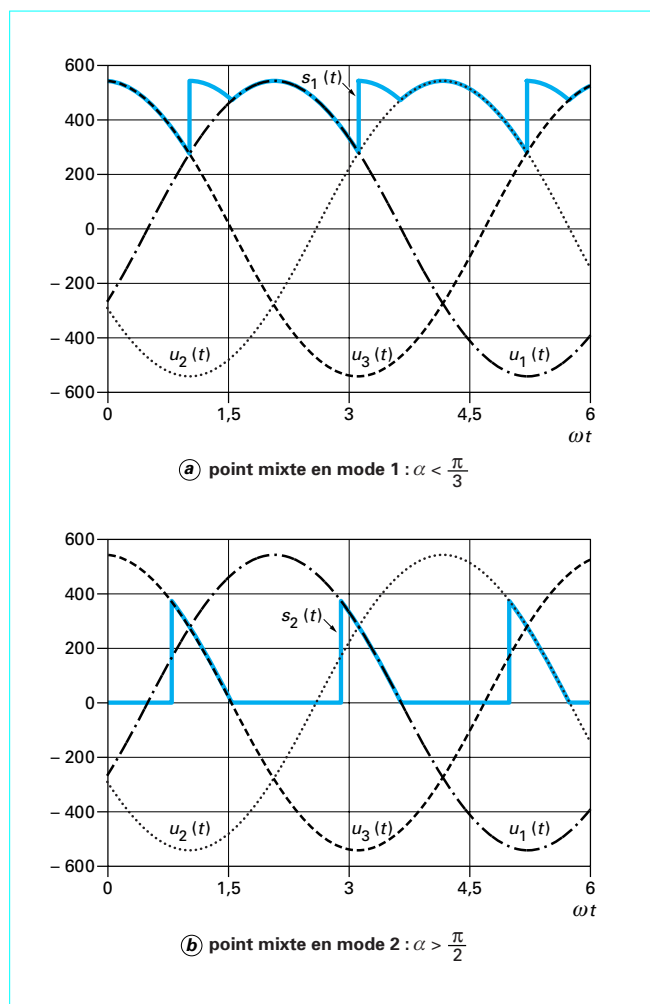 600
s₁(t)
400
200
0
– 200
– 400
u₂(t) u₃(t) u₁(t)
– 600
0 1,5 3 4,5 6
ωt
a point mixte en mode 1 : α < π/3
600
400
s₂(t)
200
0
– 200
– 400
u₂(t) u₃(t) u₁(t)
– 600
0 1,5 3 4,5 6
ωt
b point mixte en mode 2 : α > π/2